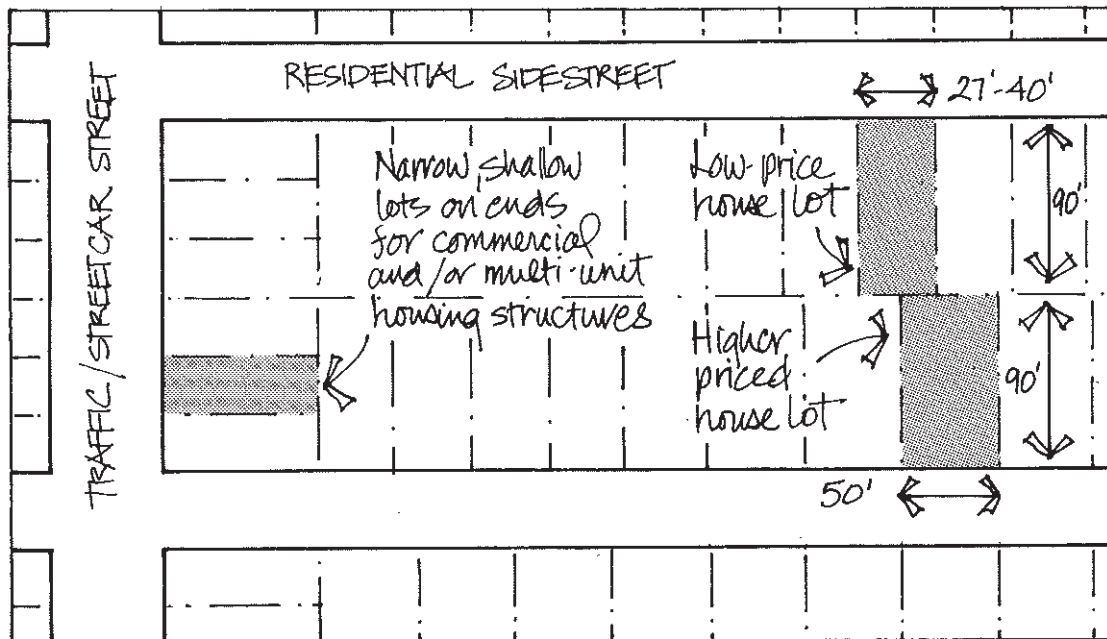 RESIDENTIAL SIDESTREET
27'-40'
TRAFFIC/STREETCAR STREET
Narrow, shallow
lots on ends
for commercial
and/or multi-unit
housing structures
Low-price
house lot
90'
Higher
priced
house lot
90'
50'